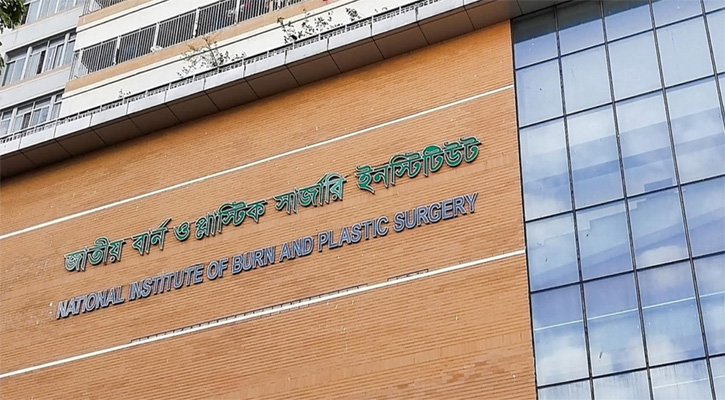 জাতীয় বার্ন ও প্লাস্টিক সার্জারি ইনস্টিটিউট
NATIONAL INSTITUTE OF BURN AND PLASTIC SURGERY